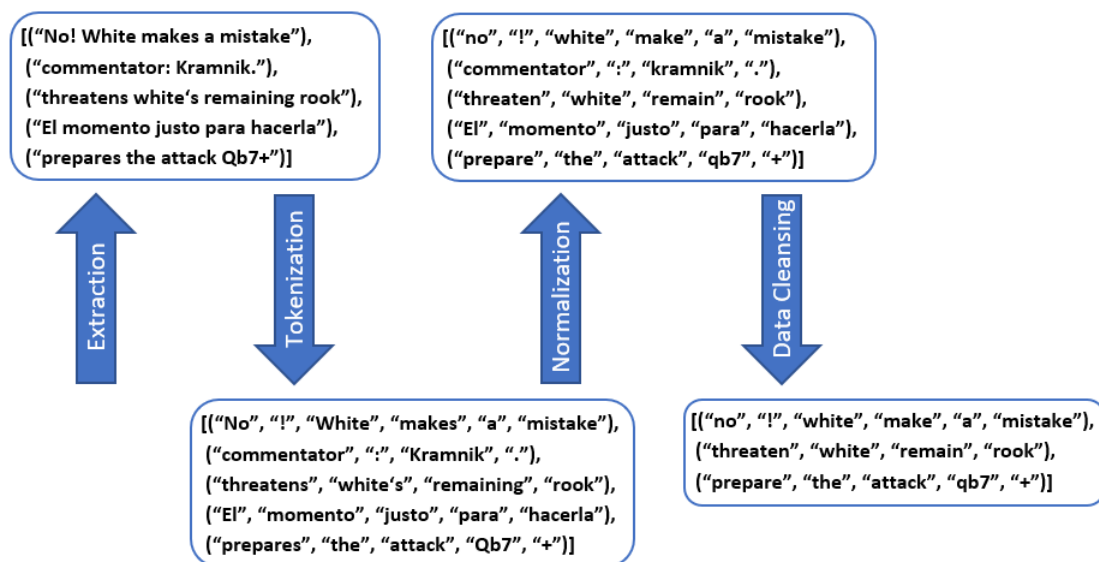 [(“No! White makes a mistake”),
(“commentator: Kramnik.”),
(“threatens white‘s remaining rook”),
(“El momento justo para hacerla”),
(“prepares the attack Qb7+”)]
[(“no”, “!”, “white”, “make”, “a”, “mistake”),
(“commentator”, “:”, “kramnik”, “.”),
(“threaten”, “white”, “remain”, “rook”),
(“El”, “momento”, “justo”, “para”, “hacerla”),
(“prepare”, “the”, “attack”, “qb7”, “+”)]
Extraction
Tokenization
Normalization
Data Cleansing
[(“No”, “!”, “White”, “makes”, “a”, “mistake”),
(“commentator”, “:”, “Kramnik”, “.”),
(“threatens”, “white‘s”, “remaining”, “rook”),
(“El”, “momento”, “justo”, “para”, “hacerla”),
(“prepares”, “the”, “attack”, “Qb7”, “+”)]
[(“no”, “!”, “white”, “make”, “a”, “mistake”),
(“threaten”, “white”, “remain”, “rook”),
(“prepare”, “the”, “attack”, “qb7”, “+”)]